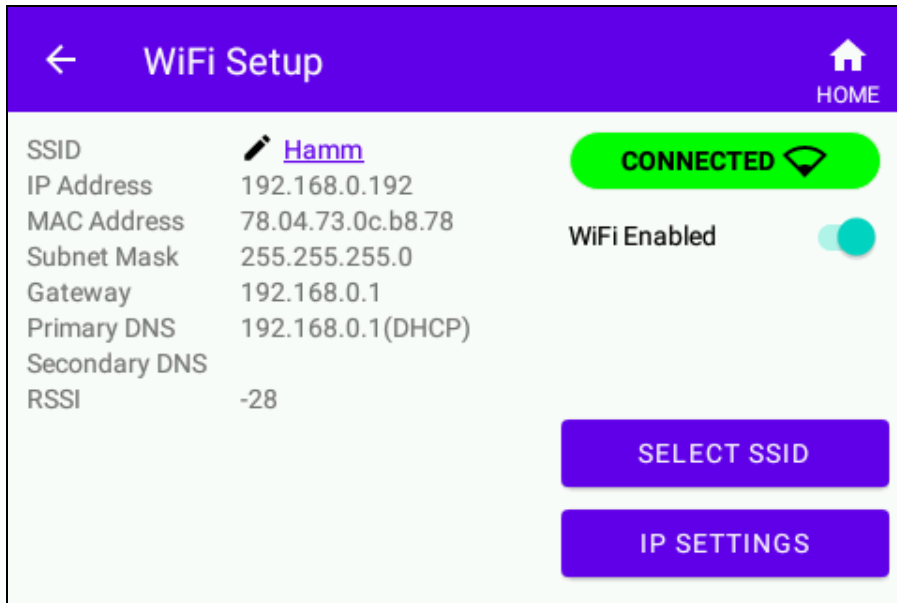 WiFi Setup
HOME
SSID Hamm
IP Address 192.168.0.192
MAC Address 78.04.73.0c.b8.78
Subnet Mask 255.255.255.0
Gateway 192.168.0.1
Primary DNS 192.168.0.1(DHCP)
Secondary DNS
RSSI -28
CONNECTED
WiFi Enabled
SELECT SSID
IP SETTINGS